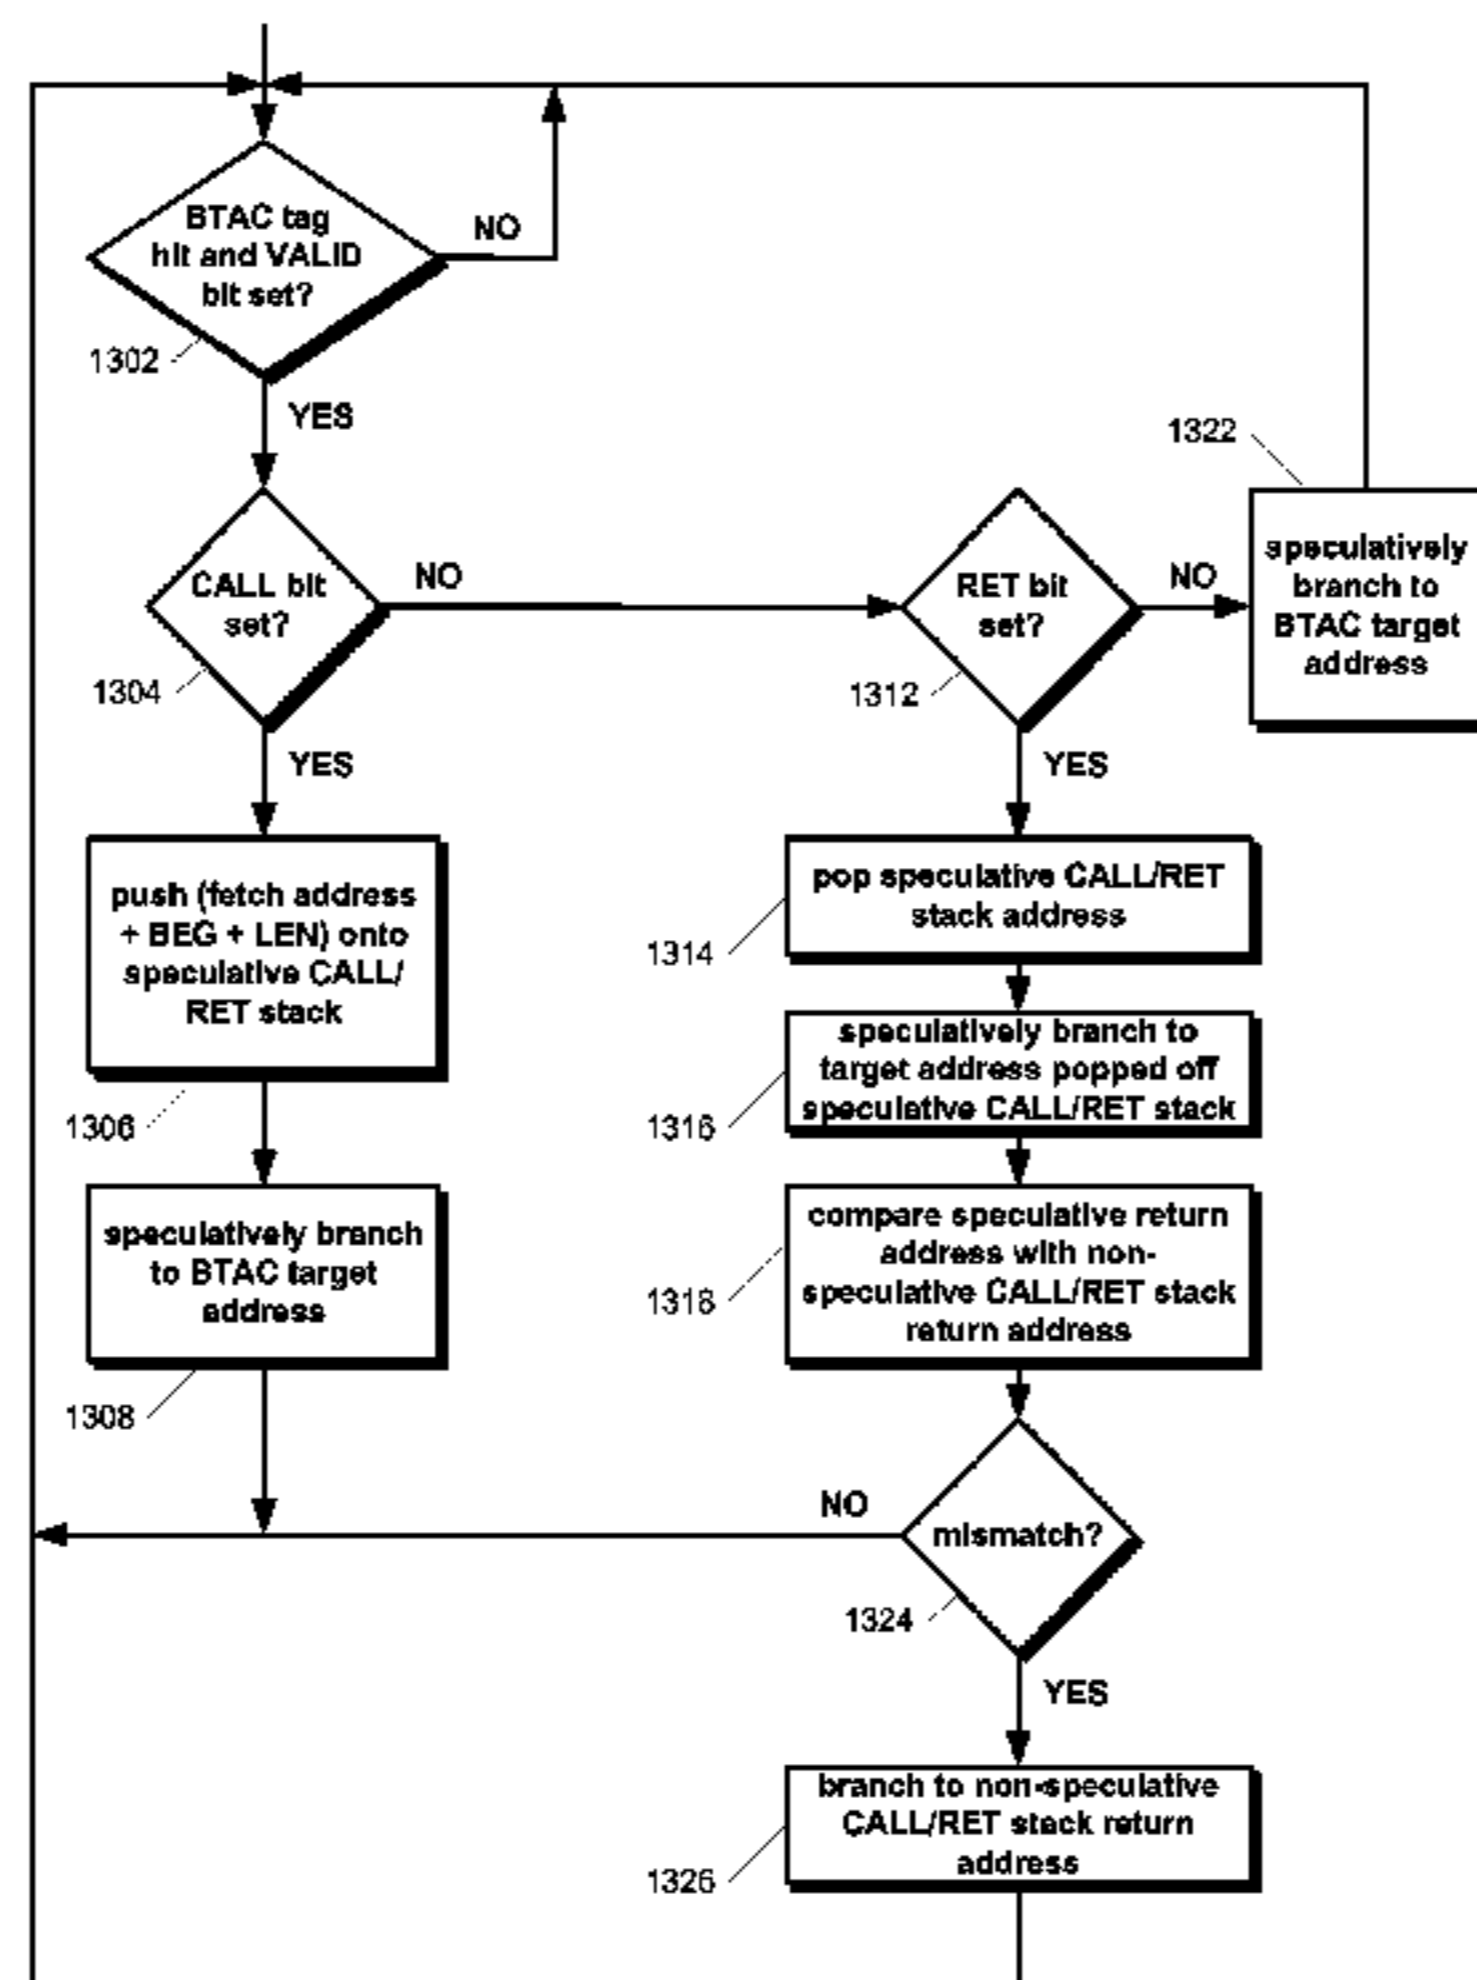 BTAC tag
hit and VALID
bit set?
NO
1302
YES
1322
CALL bit
set?
NO
1304
RET bit
set?
NO
1312
speculatively
branch to
BTAC target
address
YES
YES
push (fetch address
+ BEG + LEN) onto
speculative CALL/
RET stack
1306
pop speculative CALL/RET
stack address
1314
speculatively branch to
target address popped off
speculative CALL/RET stack
1316
speculatively branch
to BTAC target
address
1308
compare speculative return
address with non-
speculative CALL/RET stack
return address
1318
NO
mismatch?
1324
YES
branch to non-speculative
CALL/RET stack return
address
1326